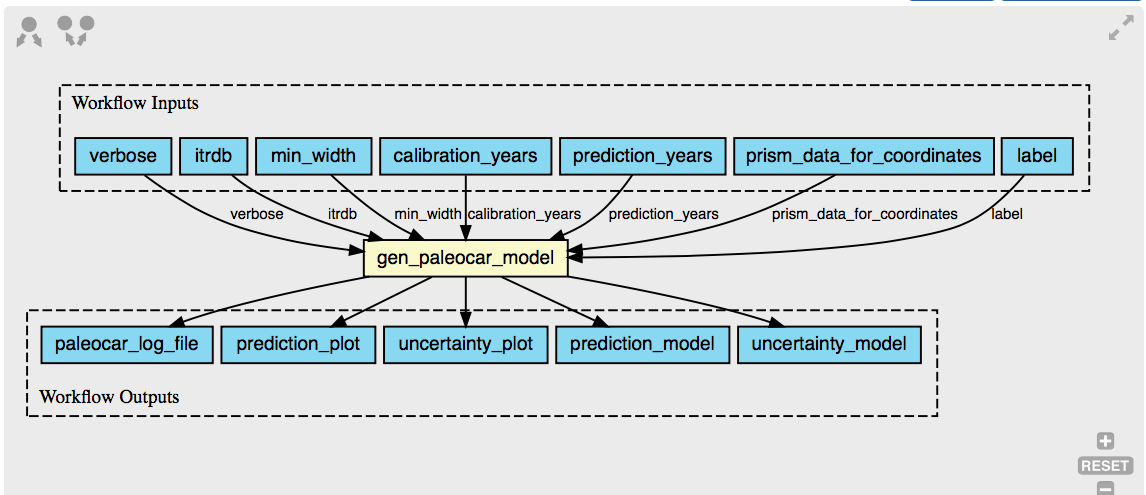 Workflow Inputs
verbose itrdb min_width calibration_years prediction_years prism_data_for_coordinates label
verbose itrdb min_width calibration_years prediction_years prism_data_for_coordinates label
gen_paleocar_model
paleocar_log_file prediction_plot uncertainty_plot prediction_model uncertainty_model
Workflow Outputs
RESET